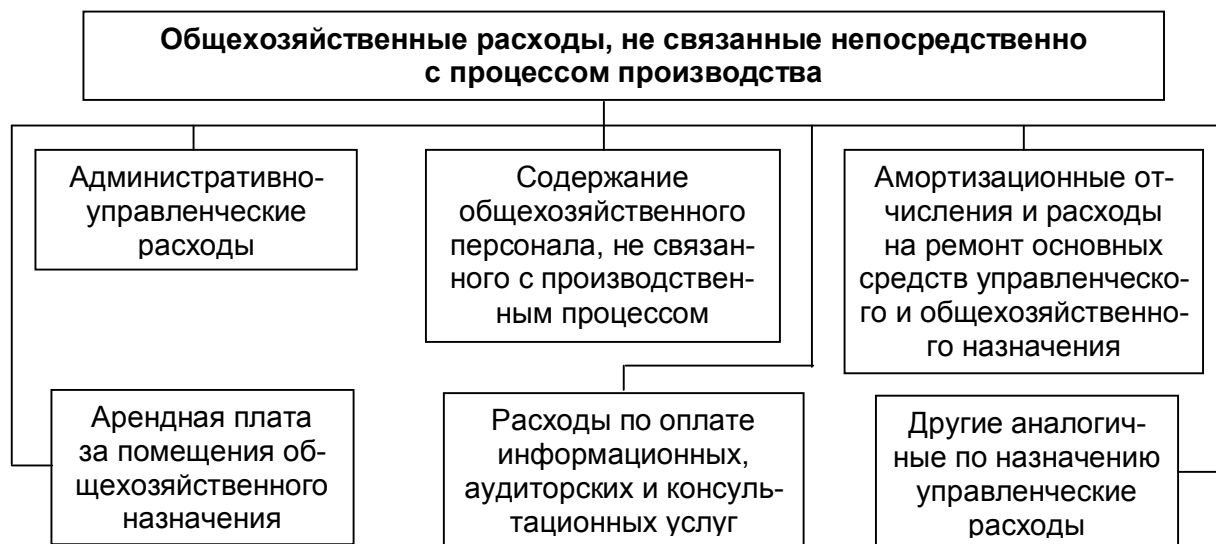 Общехозяйственные расходы, не связанные непосредственно
с процессом производства
Административно-
управленческие
расходы
Содержание
общехозяйственного
персонала, не связан-
ного с производствен-
ным процессом
Амортизационные от-
числения и расходы
на ремонт основных
средств управленческо-
го и общехозяйственно-
го назначения
Арендная плата
за помещения об-
щехозяйственного
назначения
Расходы по оплате
информационных,
аудиторских и консуль-
тационных услуг
Другие аналогич-
ные по назначению
управленческие
расходы